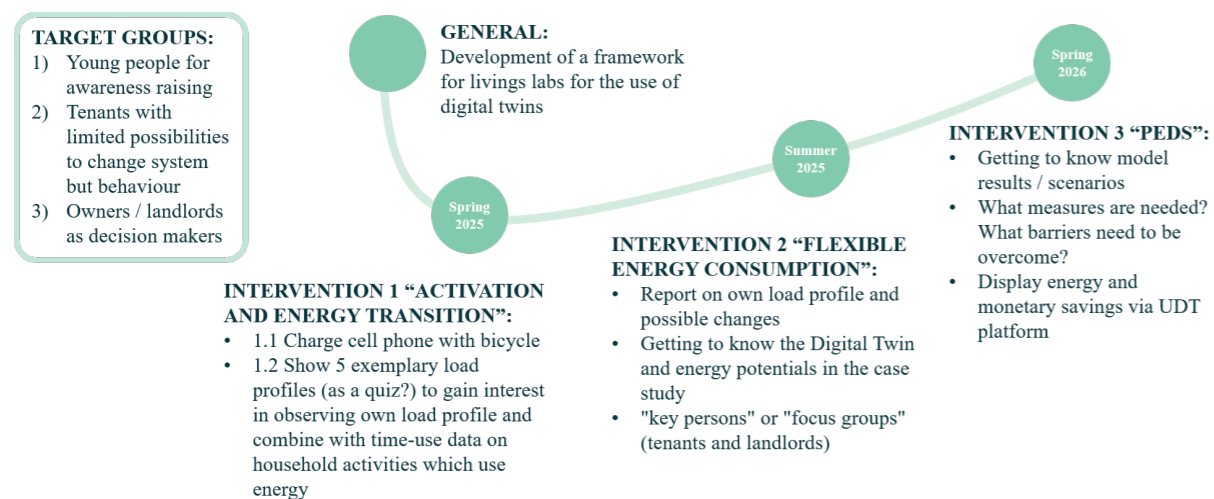 TARGET GROUPS:
1) Young people for
awareness raising
2) Tenants with
limited possibilities
to change system
but behaviour
3) Owners / landlords
as decision makers
GENERAL:
Development of a framework
for livings labs for the use of
digital twins
Spring
2025
INTERVENTION 1 “ACTIVATION
AND ENERGY TRANSITION”:
• 1.1 Charge cell phone with bicycle
• 1.2 Show 5 exemplary load
profiles (as a quiz?) to gain interest
in observing own load profile and
combine with time-use data on
household activities which use
energy
Summer
2025
INTERVENTION 2 “FLEXIBLE
ENERGY CONSUMPTION”:
• Report on own load profile and
possible changes
• Getting to know the Digital Twin
and energy potentials in the case
study
• "key persons" or "focus groups"
(tenants and landlords)
Spring
2026
INTERVENTION 3 “PEDS”:
• Getting to know model
results / scenarios
• What measures are needed?
What barriers need to be
overcome?
• Display energy and
monetary savings via UDT
platform